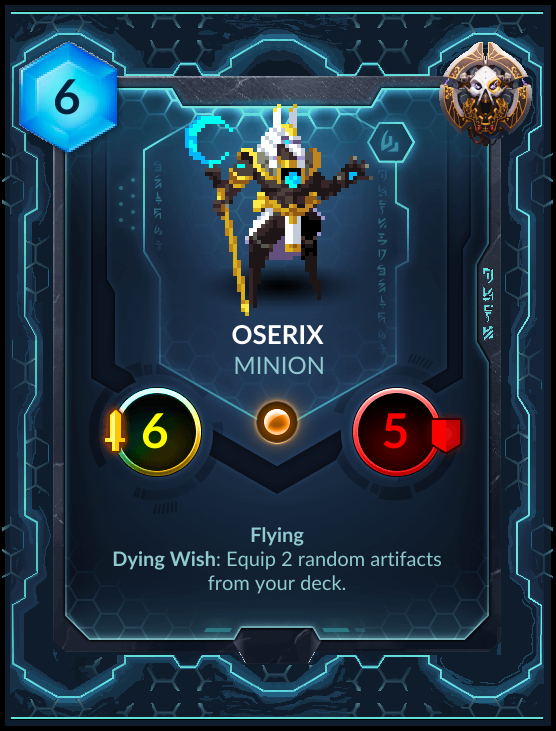 6
OSERIX
MINION
6
5
Flying
Dying Wish: Equip 2 random artifacts
from your deck.